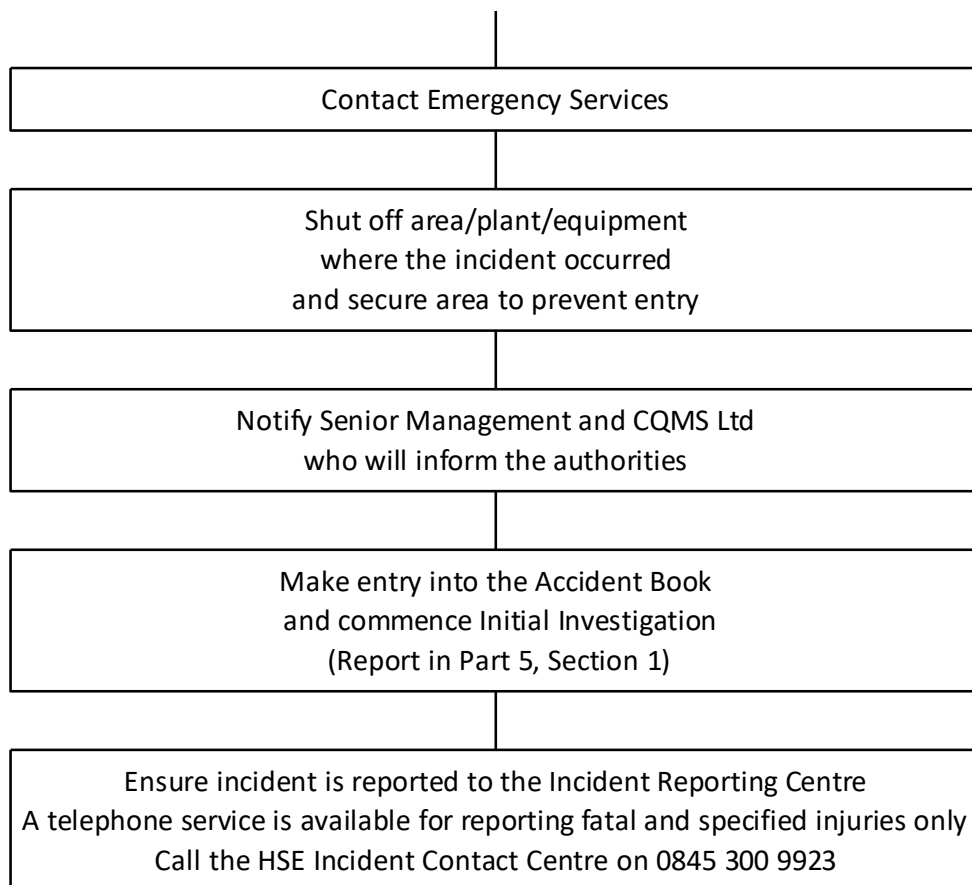 Contact Emergency Services
Shut off area/plant/equipment
where the incident occurred
and secure area to prevent entry
Notify Senior Management and CQMS Ltd
who will inform the authorities
Make entry into the Accident Book
and commence Initial Investigation
(Report in Part 5, Section 1)
Ensure incident is reported to the Incident Reporting Centre
A telephone service is available for reporting fatal and specified injuries only
Call the HSE Incident Contact Centre on 0845 300 9923